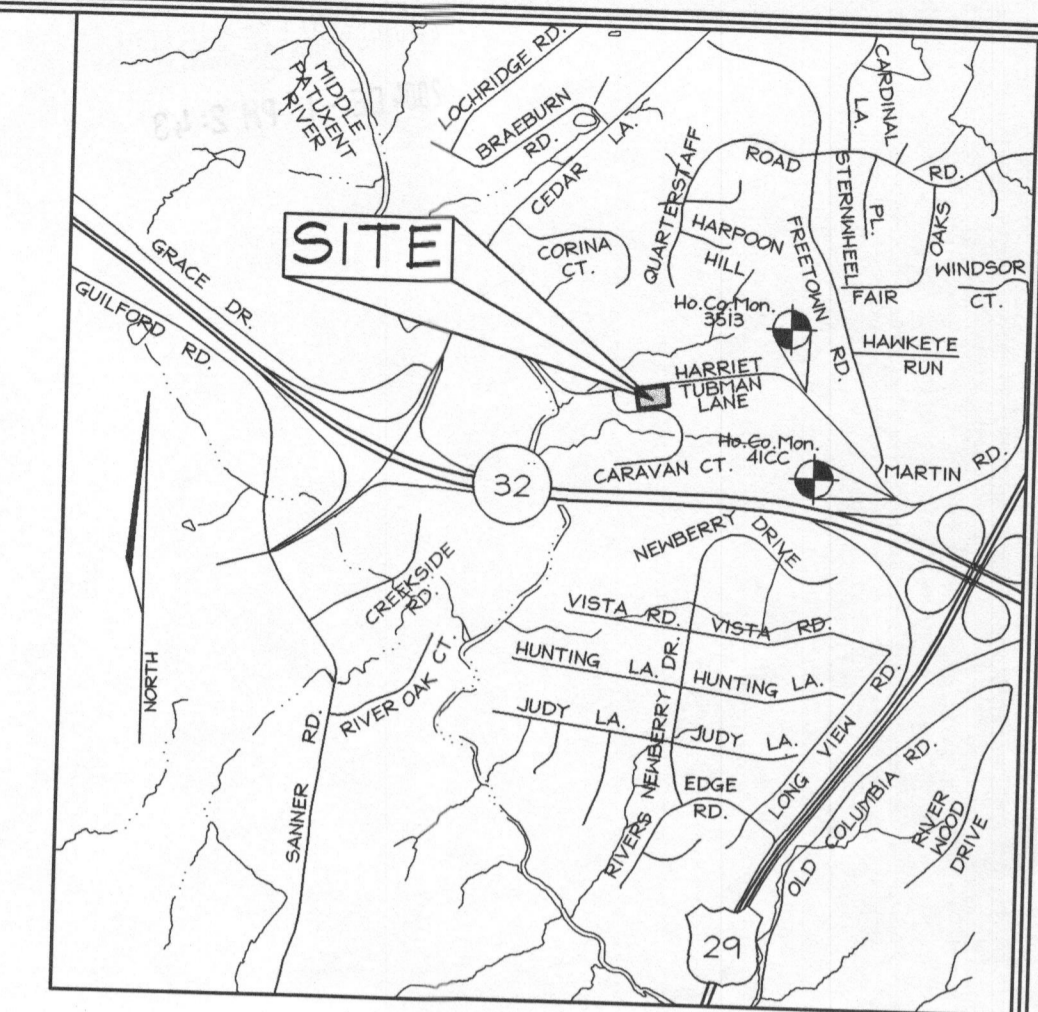 MIDDLE
PATUXENT
RIVER
LOCHRIDGE RD.
BRAEBURN
RD.
CEDAR LA.
CARDINAL
LA.
QUARTERSTAFF
ROAD
STERNWHEEL
PL.
RD.
OAKS
FAIR
WINDSOR
CT.
SITE
CORINA
CT.
HARPOON
HILL
FREETOWN
RD.
GRACE
DR.
GUILFORD
RD.
Ho.Co.Mon.
3513
HAWKEYE
RUN
HARRIET
TUBMAN
LANE
Ho.Co.Mon.
41CC
CARAVAN CT.
MARTIN RD.
32
NEWBERRY DRIVE
CREEKSIDE
RD.
VISTA RD.
VISTA RD.
HUNTING LA.
HUNTING LA.
NORTH
RIVER OAK CT.
JUDY LA.
JUDY LA.
NEWBERRY DR.
SANNER RD.
LONG VIEW RD.
EDGE
RD.
RIVERS
OLD COLUMBIA RD.
RIVER
WOOD
DRIVE
29